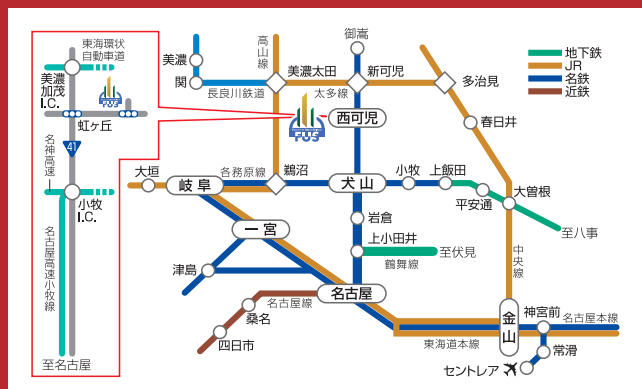 東海環状
自動車道
美濃
加茂
I.C.
FUS
虹ヶ丘
名神高速
41
小牧
I.C.
名古屋高速小牧線
至名古屋
御嵩
高山線
美濃
関
長良川鉄道
美濃太田
太多線
新可児
多治見
地下鉄
JR
名鉄
近鉄
FUS
西可児
春日井
大垣
岐阜
各務原線
鵜沼
犬山
小牧
上飯田
平安通
大曽根
至八事
岩倉
一宮
上小田井
至伏見
鶴舞線
中央線
津島
名古屋
名古屋線
桑名
四日市
金山
神宮前
名古屋本線
東海道本線
常滑
セントレア